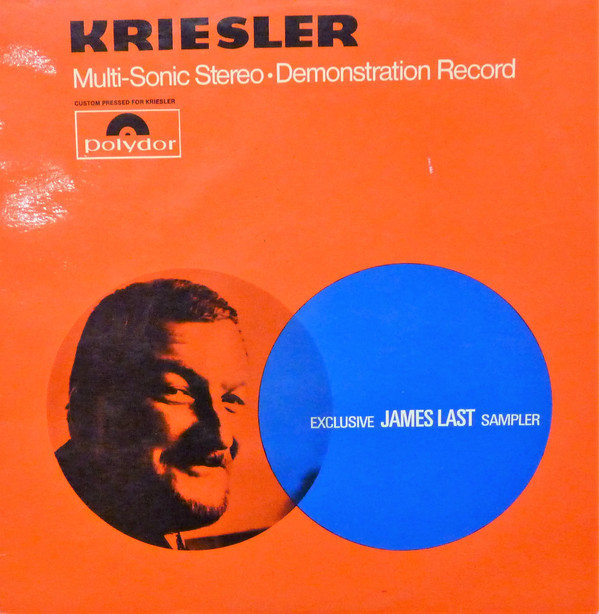 KRIESLER
Multi-Sonic Stereo • Demonstration Record
CUSTOM PRESSED FOR KRIESLER
polydor
EXCLUSIVE JAMES LAST SAMPLER